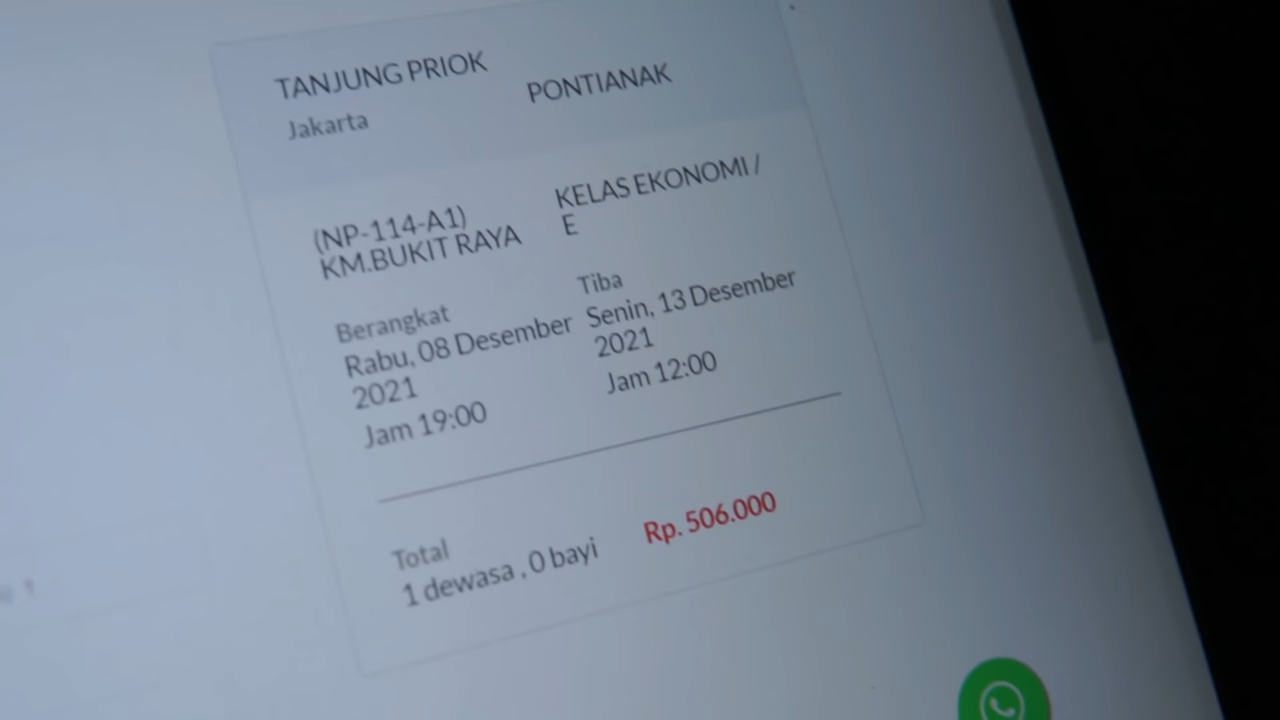 TANJUNG PRIOK
Jakarta
PONTIANAK
(NP-114-A1)
KM.BUKIT RAYA
KELAS EKONOMI /
E
Berangkat
Rabu, 08 Desember
2021
Jam 19:00
Tiba
Senin, 13 Desember
2021
Jam 12:00
Total
1 dewasa , 0 bayi
Rp. 506.000